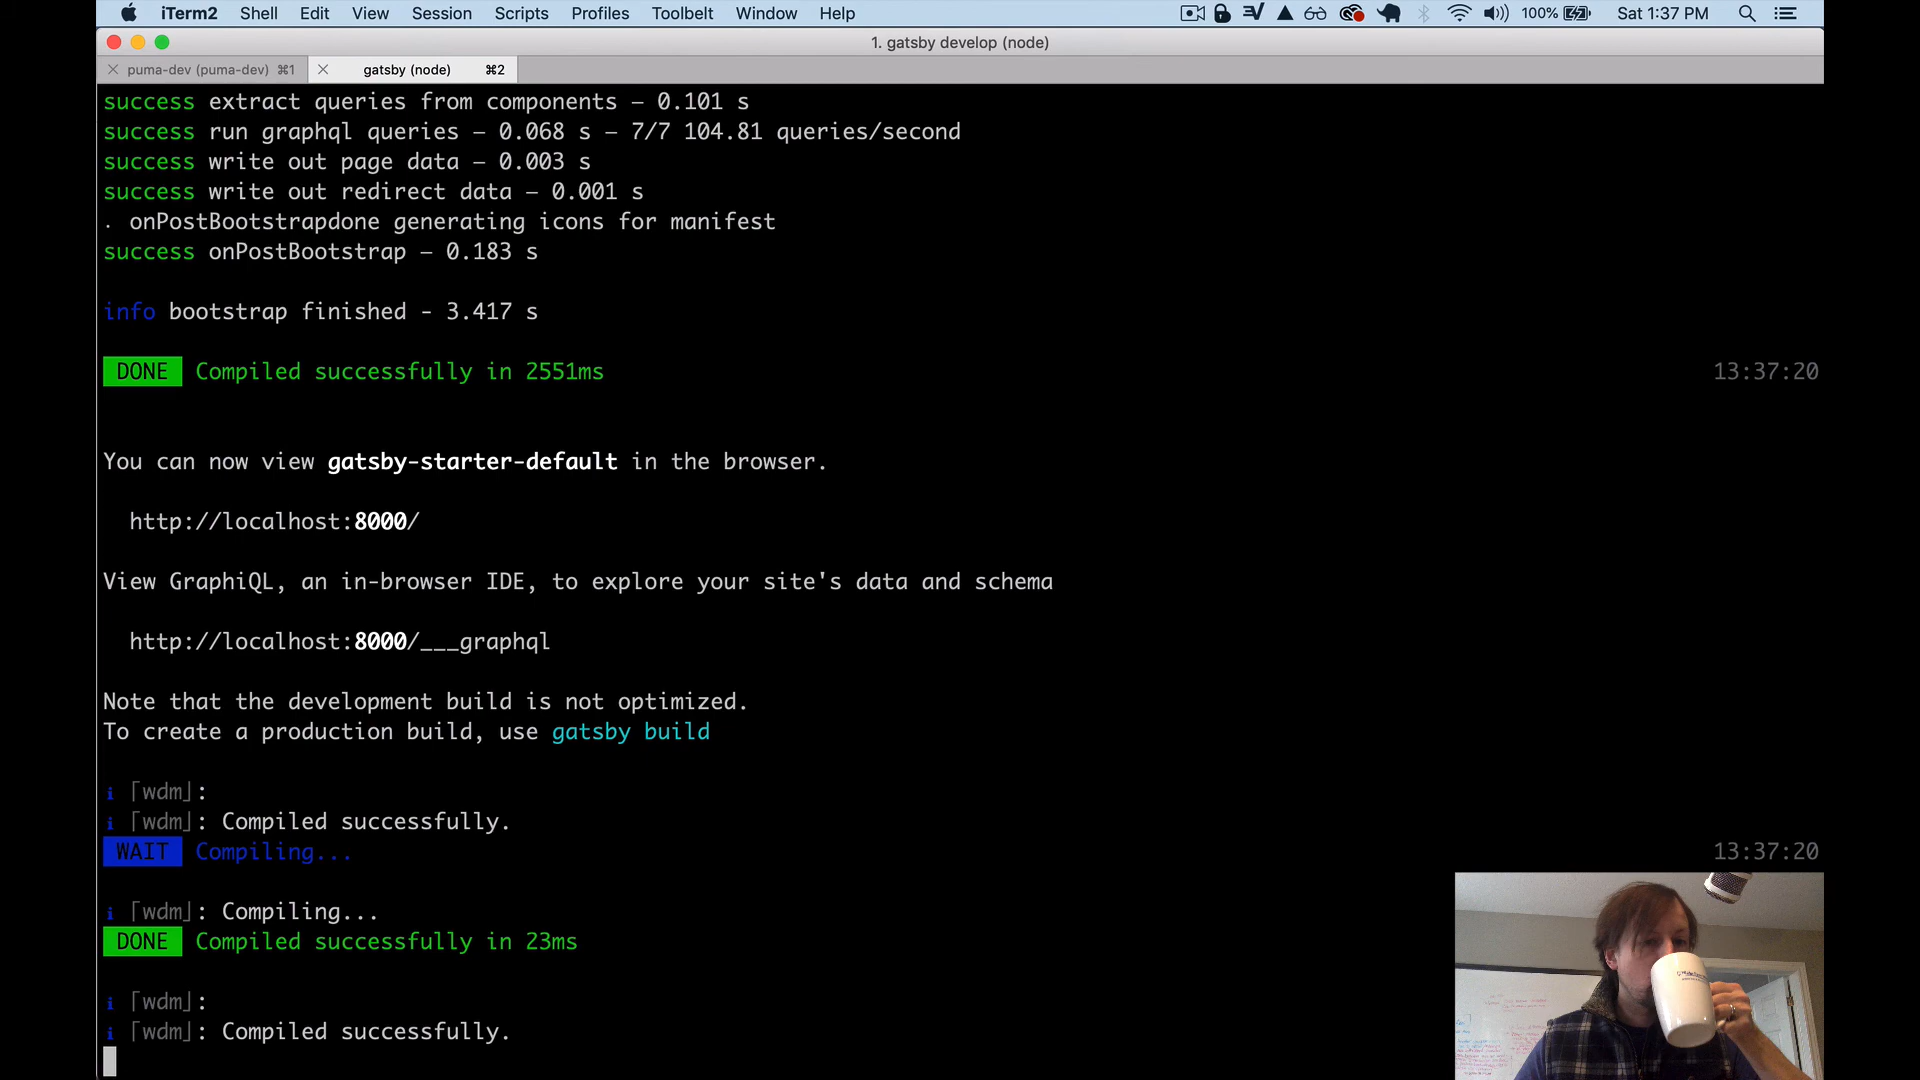 iTerm2 Shell Edit View Session Scripts Profiles Toolbelt Window Help 100% Sat 1:37 PM
1. gatsby develop (node)
puma-dev (puma-dev) ⌘1 gatsby (node) ⌘2
success extract queries from components — 0.101 s
success run graphql queries — 0.068 s — 7/7 104.81 queries/second
success write out page data — 0.003 s
success write out redirect data — 0.001 s
. onPostBootstrapdone generating icons for manifest
success onPostBootstrap — 0.183 s
info bootstrap finished - 3.417 s
DONE Compiled successfully in 2551ms 13:37:20
You can now view gatsby-starter-default in the browser.
http://localhost:8000/
View GraphiQL, an in-browser IDE, to explore your site's data and schema
http://localhost:8000/___graphql
Note that the development build is not optimized.
To create a production build, use gatsby build
i ｢wdm｣:
i ｢wdm｣: Compiled successfully.
WAIT Compiling... 13:37:20
i ｢wdm｣: Compiling...
DONE Compiled successfully in 23ms
i ｢wdm｣:
i ｢wdm｣: Compiled successfully.